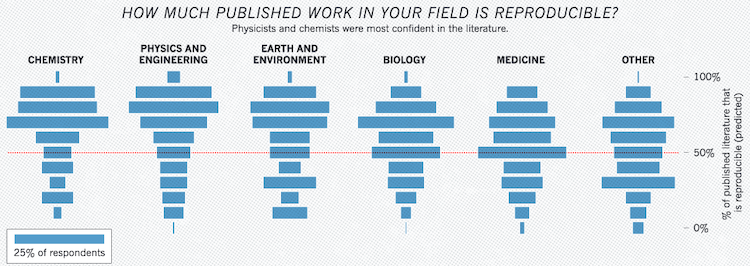 HOW MUCH PUBLISHED WORK IN YOUR FIELD IS REPRODUCIBLE?
Physicists and chemists were most confident in the literature.
CHEMISTRY
PHYSICS AND
ENGINEERING
EARTH AND
ENVIRONMENT
BIOLOGY
MEDICINE
OTHER
100%
50%
0%
% of published literature that
is reproducible (predicted)
25% of respondents